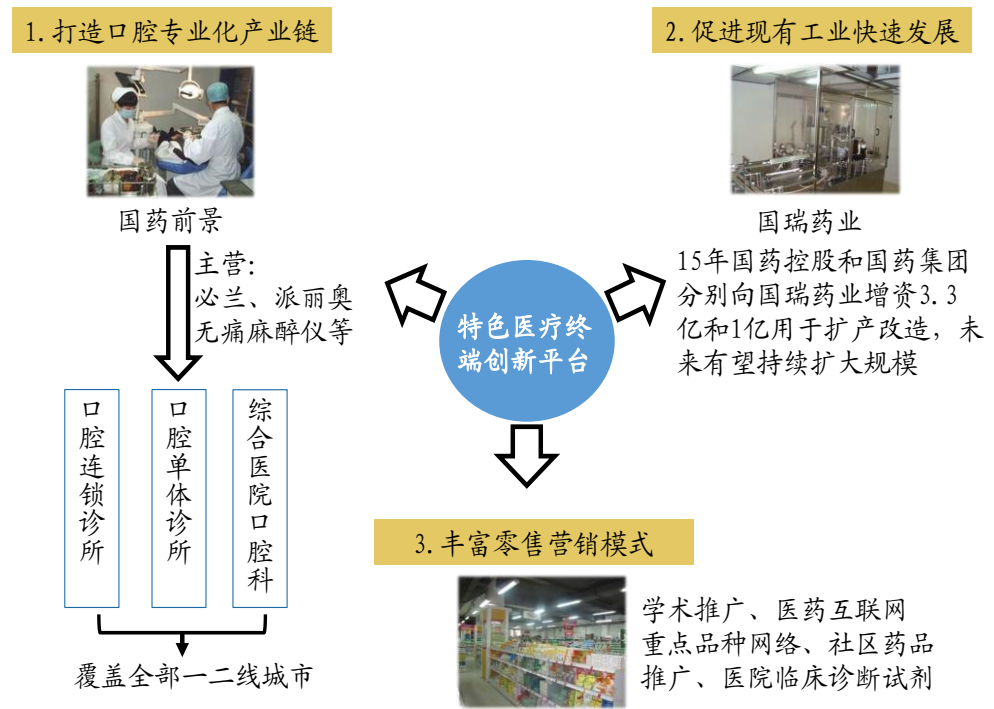 1.打造口腔专业化产业链
国药前景
主营：
必兰、派丽奥
无痛麻醉仪等
口腔连锁诊所
口腔单体诊所
综合医院口腔科
覆盖全部一二线城市
特色医疗终
端创新平台
2.促进现有工业快速发展
国瑞药业
15年国药控股和国药集团
分别向国瑞药业增资3.3
亿和1亿用于扩产改造，未
来有望持续扩大规模
3.丰富零售营销模式
学术推广、医药互联网
重点品种网络、社区药品
推广、医院临床诊断试剂